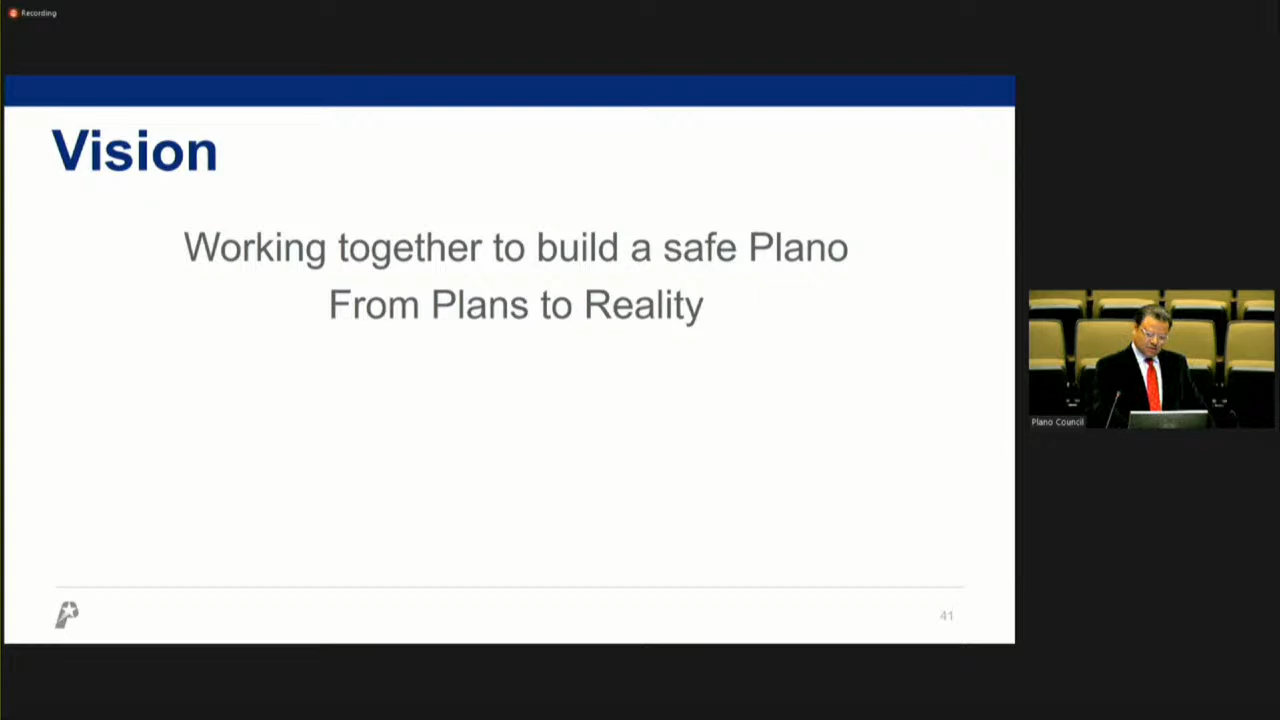 Recording
Vision
Working together to build a safe Plano
From Plans to Reality
Plano Council
41